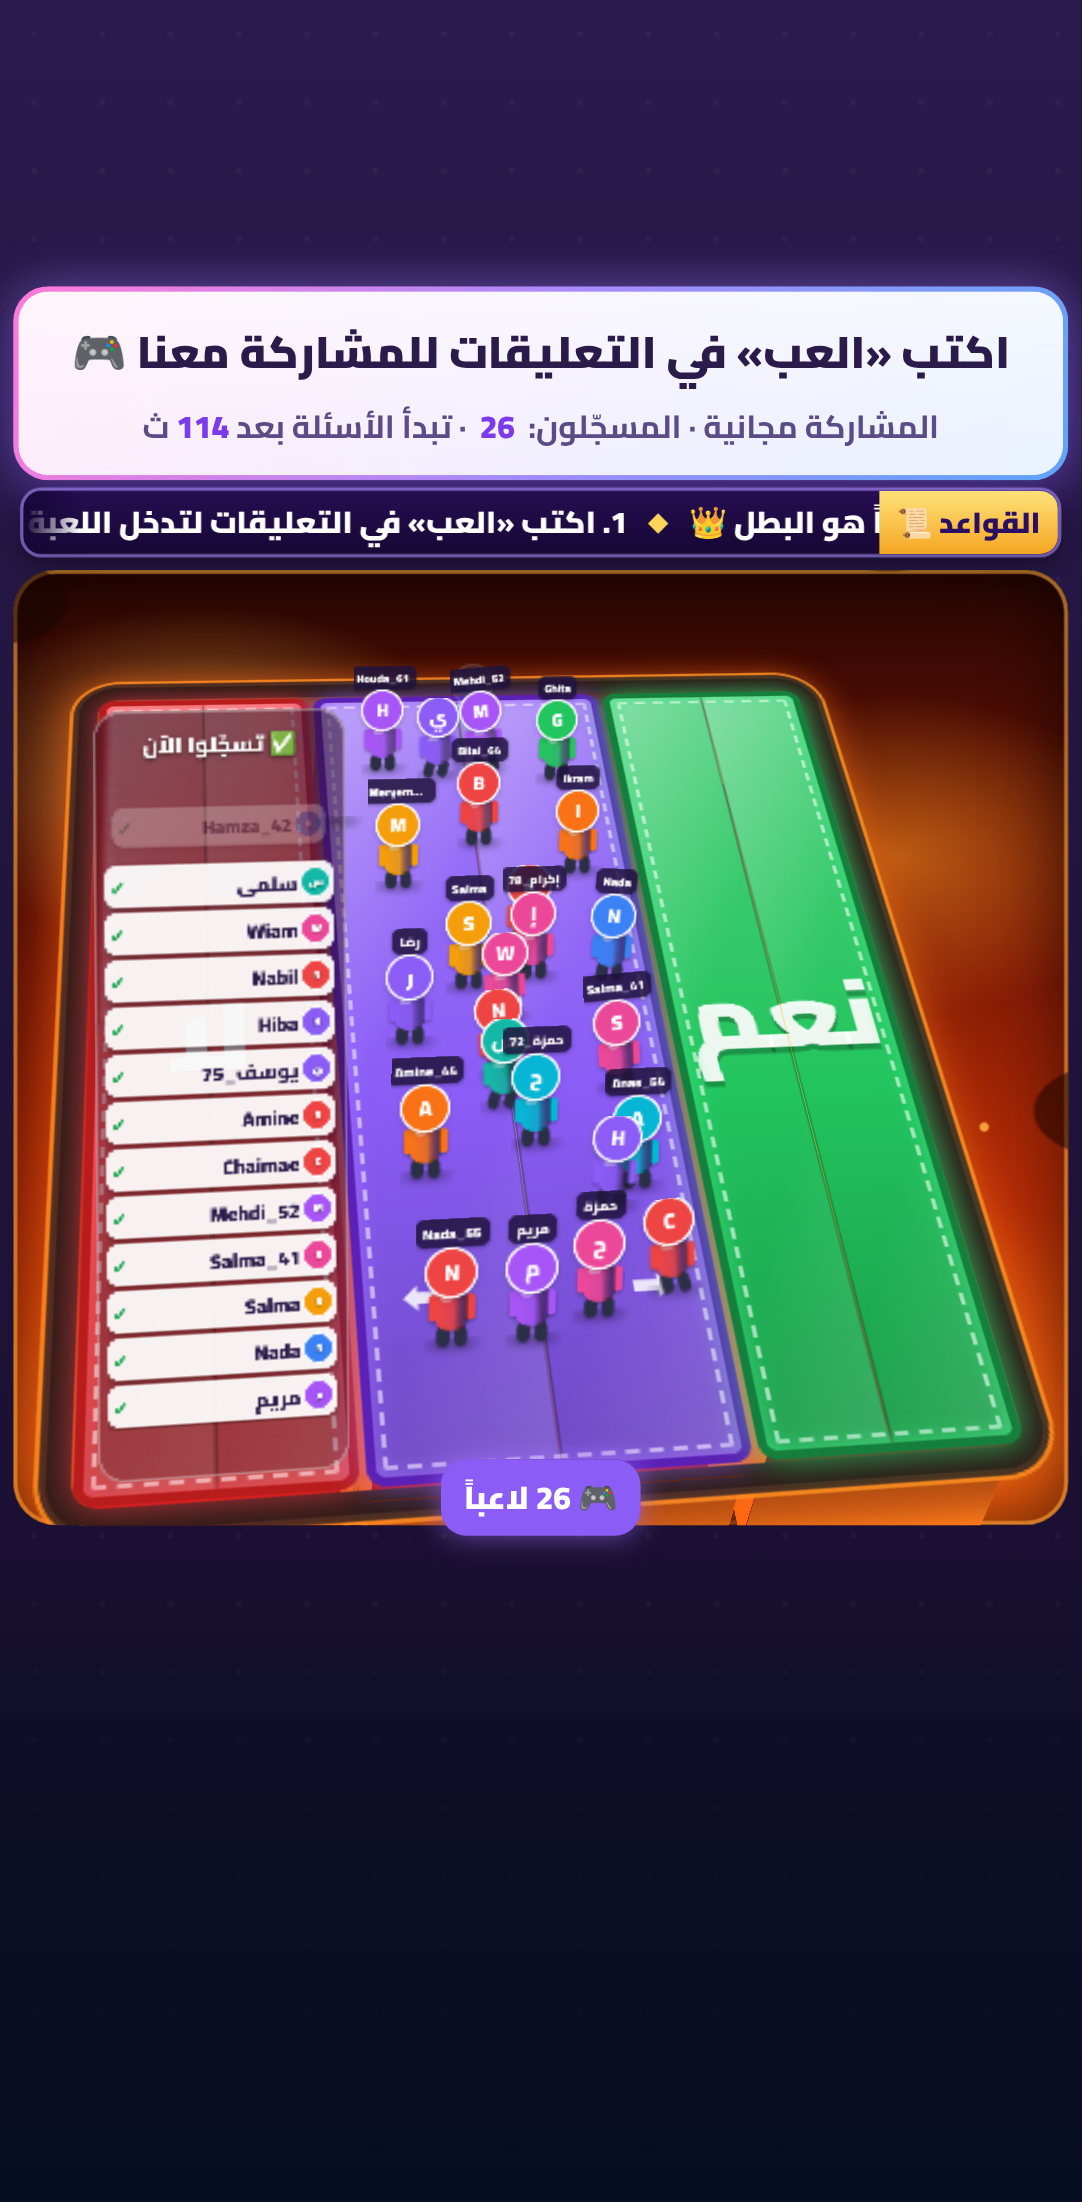 اكتب «العب» في التعليقات للمشاركة معنا 🎮
المشاركة مجانية · المسجّلون: 26 · تبدأ الأسئلة بعد 114 ث
القواعد 📜
اً هو البطل 👑 ◆ 1. اكتب «العب» في التعليقات لتدخل اللعبة
✅ تسجّلوا الآن
Hamza_42
سلمى ✓
Wiam ✓
Nabil ✓
Hiba ✓
يوسف_75 ✓
Amine ✓
Chaimae ✓
Mehdi_52 ✓
Salma_41 ✓
Salma ✓
Nada ✓
مريم ✓
Houda_61
H
ي
Mehdi_52
M
Ghita
G
Bilal_66
B
Meryem...
M
Ikram
I
Salma
S
إكرام_78
إ
Nada
N
W
رضا
ر
N
Salma_41
S
حمزة_72
ح
Amine_46
A
A
H
Nada_66
N
مريم
م
حمزة
ح
C
نعم
🎮 26 لاعباً